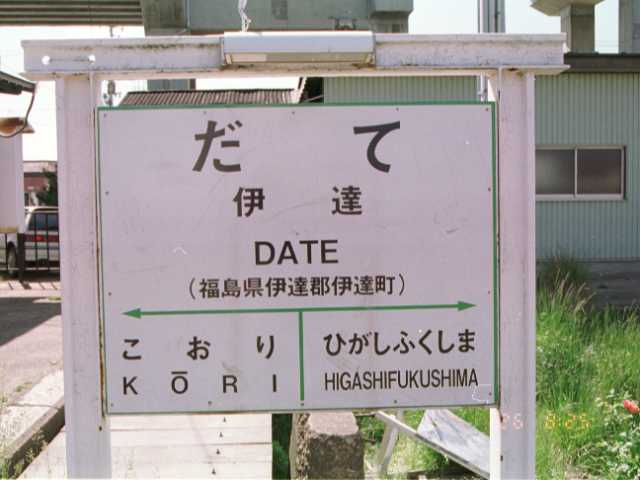 だて
伊達
DATE
(福島県伊達郡伊達町)
こおり ひがしふくしま
KŌRI HIGASHIFUKUSHIMA